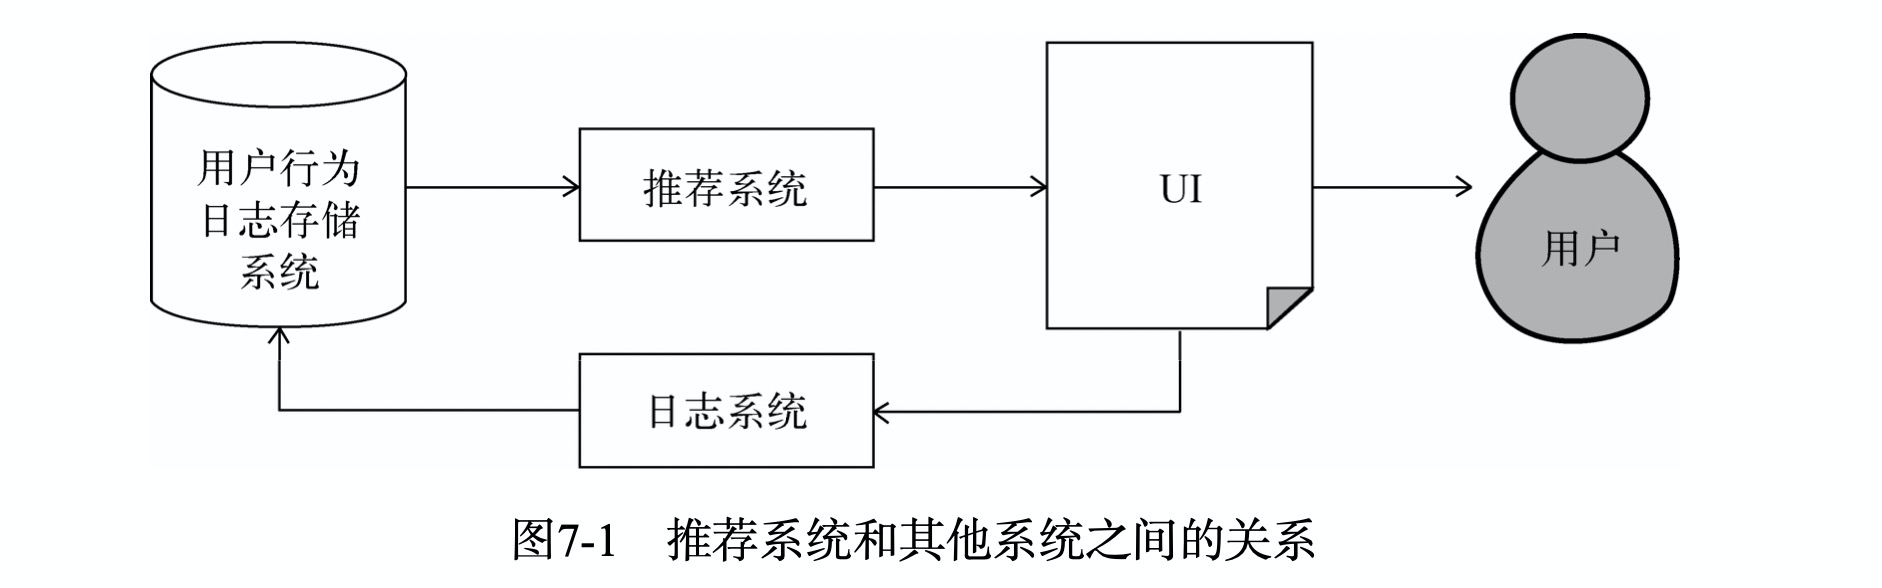 用户行为
日志存储
系统
推荐系统
UI
用户
日志系统
图7-1 推荐系统和其他系统之间的关系